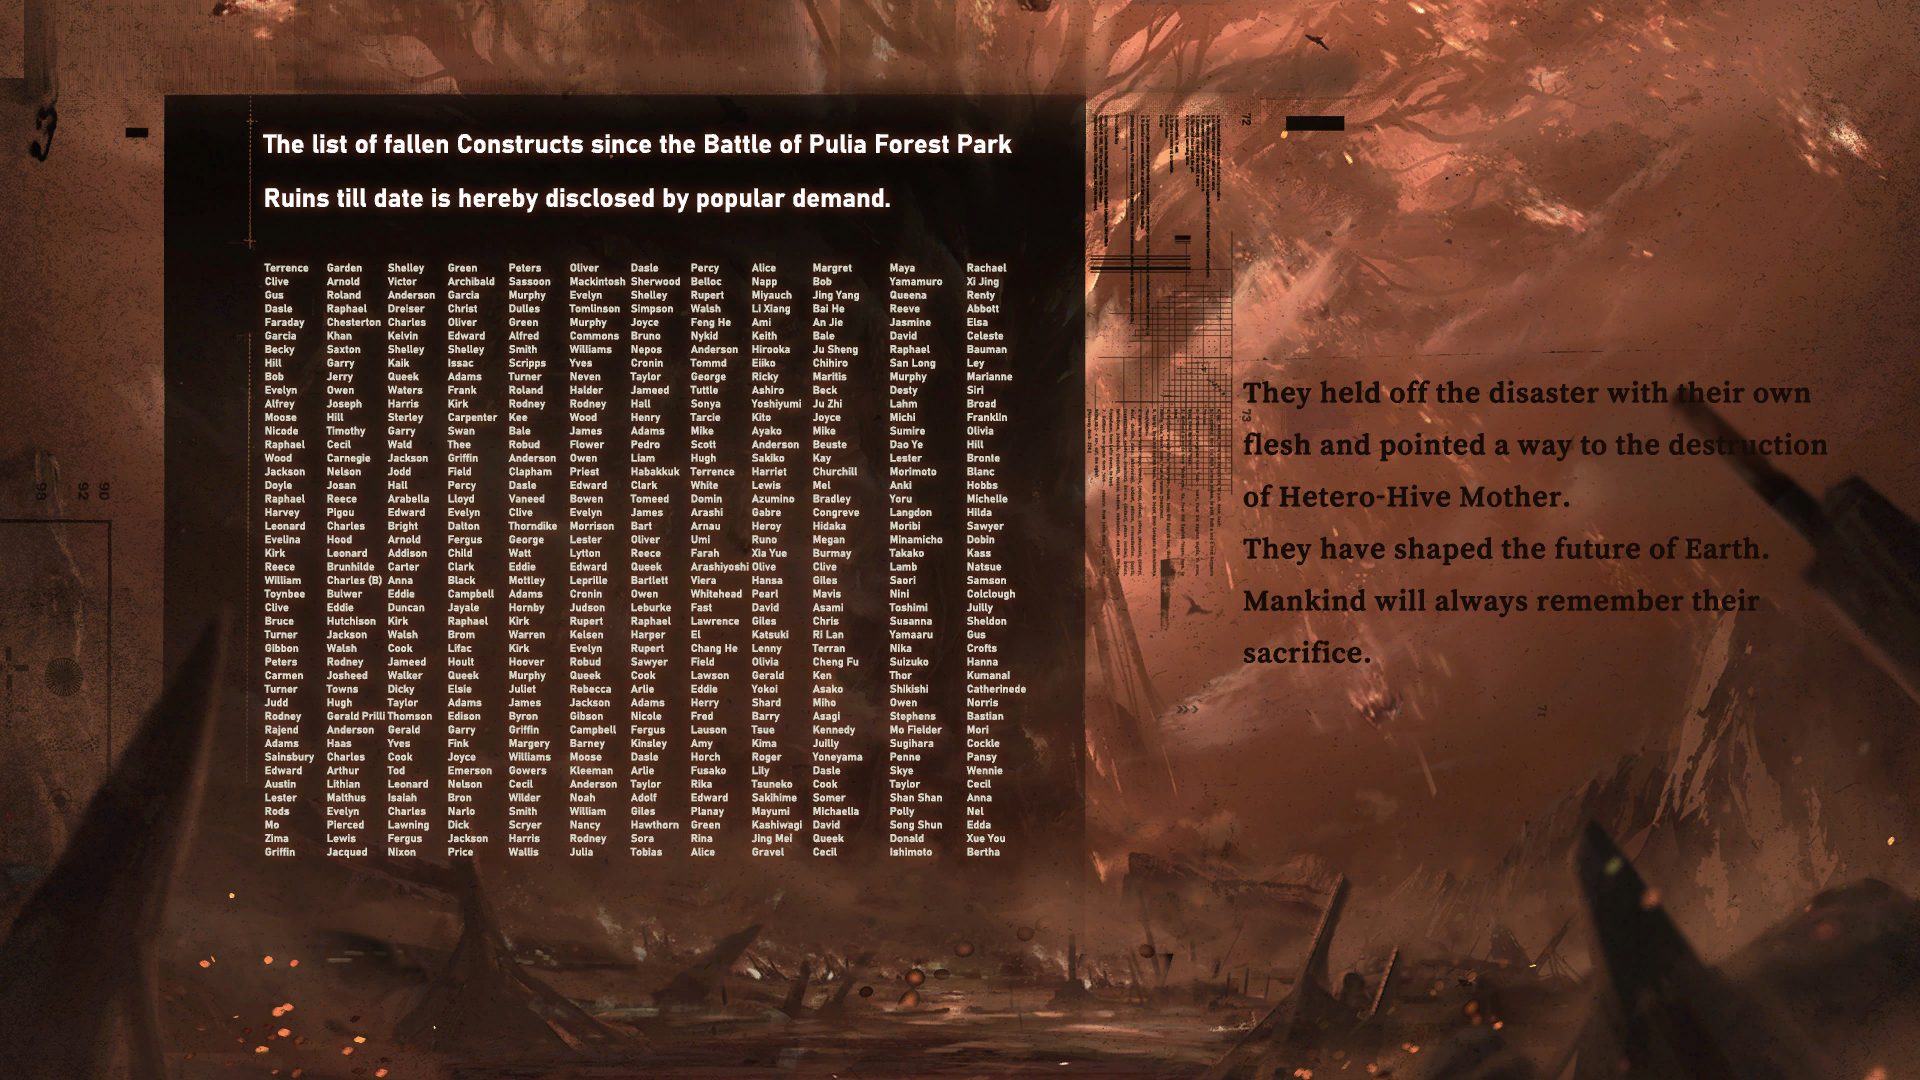 The list of fallen Constructs since the Battle of Pulia Forest Park
Ruins till date is hereby disclosed by popular demand.
Terrence Garden Shelley Green Peters Oliver Dasle Percy Alice Margret Maya Rachael
Clive Arnold Victor Archibald Sassoon Mackintosh Sherwood Belloc Napp Bob Yamamuro Xi Jing
Gus Roland Anderson Garcia Murphy Evelyn Shelley Rupert Miyauch Jing Yang Queena Renty
Dasle Raphael Dreiser Christ Dulles Tomlinson Simpson Walsh Li Xiang Bai He Reeve Abbott
Faraday Chesterton Charles Oliver Green Murphy Joyce Feng He Ami An Jie Jasmine Elsa
Garcia Khan Kelvin Edward Alfred Commons Bruno Nykid Keith Bale David Celeste
Becky Saxton Shelley Shelley Smith Williams Nepos Anderson Hirooka Ju Sheng Raphael Bauman
Hill Garry Kaik Issac Scripps Yves Cronin Tommd Eiiko Chihiro San Long Ley
Bob Jerry Queek Adams Turner Neven Taylor George Ricky Maritis Murphy Marianne
Evelyn Owen Waters Frank Roland Halder Jameed Tuttle Ashiro Beck Desty Siri
Alfrey Joseph Harris Kirk Rodney Rodney Hall Sonya Yoshiyumi Ju Zhi Lahm Broad
Moose Hill Sterley Carpenter Kee Wood Henry Tarcie Kito Joyce Michi Franklin
Nicode Timothy Garry Swan Bale James Adams Mike Ayako Mike Sumire Olivia
Raphael Cecil Wald Thee Robud Flower Pedro Scott Anderson Beuste Dao Ye Hill
Wood Carnegie Jackson Griffin Anderson Owen Liam Hugh Sakiko Kay Lester Bronte
Jackson Nelson Jodd Field Clapham Priest Habakkuk Terrence Harriet Churchill Morimoto Blanc
Doyle Josan Hall Percy Dasle Edward Clark White Lewis Mel Anki Hobbs
Raphael Reece Arabella Lloyd Vaneed Bowen Tomeed Domin Azumino Bradley Yoru Michelle
Harvey Pigou Edward Evelyn Clive Evelyn James Arashi Gabre Congreve Langdon Hilda
Leonard Charles Bright Dalton Thorndike Morrison Bart Arnau Heroy Hidaka Moribi Sawyer
Evelina Hood Arnold Fergus George Lester Oliver Umi Runo Megan Minamicho Dobin
Kirk Leonard Addison Child Watt Lytton Reece Farah Xia Yue Burmay Takako Kass
Reece Brunhilde Carter Clark Eddie Edward Queek Arashiyoshi Olive Clive Lamb Natsue
William Charles (B) Anna Black Mottley Leprille Bartlett Viera Hansa Giles Saori Samson
Toynbee Bulwer Eddie Campbell Adams Cronin Owen Whitehead Pearl Mavis Nini Colclough
Clive Eddie Duncan Jayale Hornby Judson Leburke Fast David Asami Toshimi Juilly
Bruce Hutchison Kirk Raphael Kirk Rupert Raphael Lawrence Giles Chris Susanna Sheldon
Turner Jackson Walsh Brom Warren Kelsen Harper El Katsuki Ri Lan Yamaaru Gus
Gibbon Walsh Cook Lifac Kirk Evelyn Rupert Chang He Lenny Terran Nika Crofts
Peters Rodney Jameed Hoult Hoover Robud Sawyer Field Olivia Cheng Fu Suizuko Hanna
Carmen Josheed Walker Queek Murphy Queek Cook Lawson Gerald Ken Thor Kumanai
Turner Towns Dicky Elsie Juliet Rebecca Arlie Eddie Yokoi Asako Shikishi Catherinede
Judd Hugh Taylor Adams James Jackson Adams Herry Shard Miho Owen Norris
Rodney Gerald Prilli Thomson Edison Byron Gibson Nicole Fred Barry Asagi Stephens Bastian
Rajend Anderson Gerald Garry Griffin Campbell Fergus Lauson Tsue Kennedy Mo Fielder Mori
Adams Haas Yves Fink Margery Barney Kinsley Amy Kima Juilly Sugihara Cockle
Sainsbury Charles Cook Joyce Williams Moose Dasle Horch Roger Yoneyama Penne Pansy
Edward Arthur Tod Emerson Gowers Kleeman Arlie Fusako Lily Dasle Skye Wennie
Austin Lithian Leonard Nelson Cecil Anderson Taylor Rika Tsuneko Cook Taylor Cecil
Lester Malthus Isaiah Bron Wilder Noah Adolf Edward Sakihime Somer Shan Shan Anna
Rods Evelyn Charles Narlo Smith William Giles Planay Mayumi Michaella Polly Nel
Mo Pierced Lawning Dick Scryer Nancy Hawthorn Green Kashiwagi David Song Shun Edda
Zima Lewis Fergus Jackson Harris Rodney Sora Rina Jing Mei Queek Donald Xue You
Griffin Jacqued Nixon Price Wallis Julia Tobias Alice Gravel Cecil Ishimoto Bertha
They held off the disaster with their own
flesh and pointed a way to the destruction
of Hetero-Hive Mother.
They have shaped the future of Earth.
Mankind will always remember their
sacrifice.
72
73
71
98
92
90